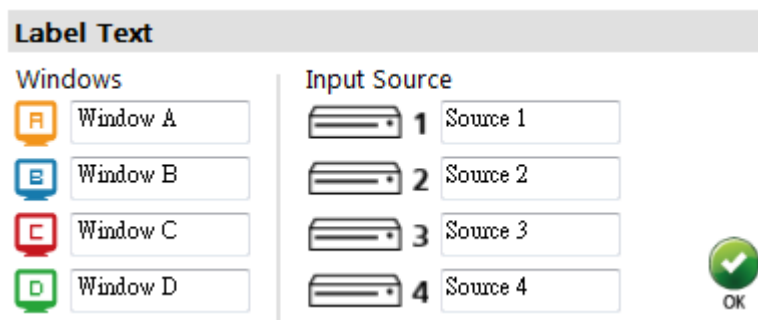 Label Text
Windows
Input Source
A Window A
1 Source 1
B Window B
2 Source 2
C Window C
3 Source 3
D Window D
4 Source 4
OK